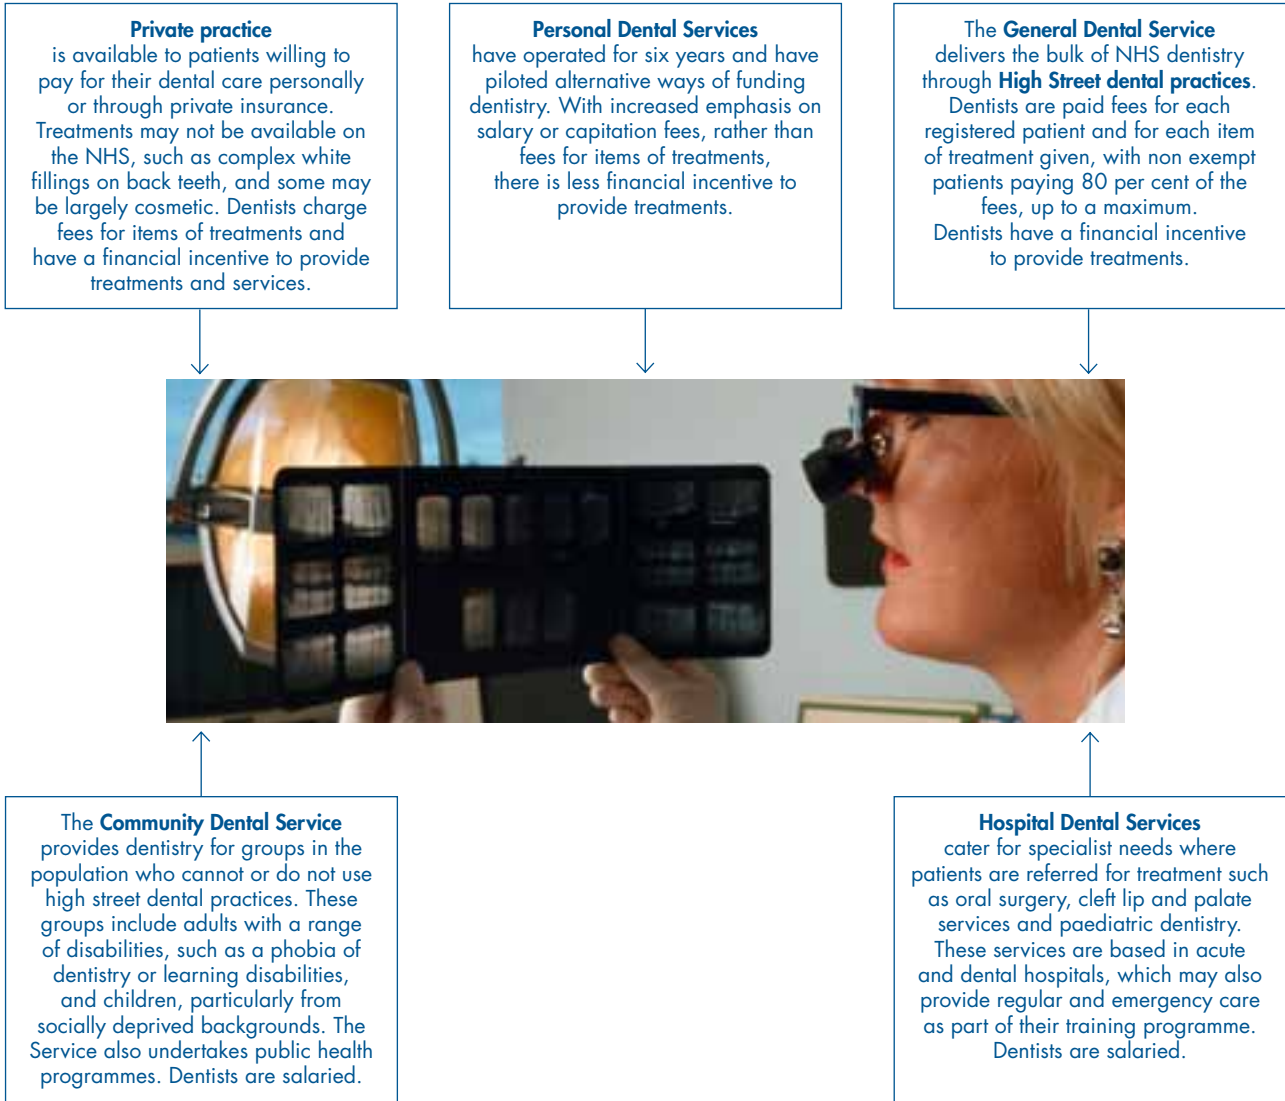 Private practice
is available to patients willing to
pay for their dental care personally
or through private insurance.
Treatments may not be available on
the NHS, such as complex white
fillings on back teeth, and some may
be largely cosmetic. Dentists charge
fees for items of treatments and
have a financial incentive to provide
treatments and services.
Personal Dental Services
have operated for six years and have
piloted alternative ways of funding
dentistry. With increased emphasis on
salary or capitation fees, rather than
fees for items of treatments,
there is less financial incentive to
provide treatments.
The General Dental Service
delivers the bulk of NHS dentistry
through High Street dental practices.
Dentists are paid fees for each
registered patient and for each item
of treatment given, with non exempt
patients paying 80 per cent of the
fees, up to a maximum.
Dentists have a financial incentive
to provide treatments.
The Community Dental Service
provides dentistry for groups in the
population who cannot or do not use
high street dental practices. These
groups include adults with a range
of disabilities, such as a phobia of
dentistry or learning disabilities,
and children, particularly from
socially deprived backgrounds. The
Service also undertakes public health
programmes. Dentists are salaried.
Hospital Dental Services
cater for specialist needs where
patients are referred for treatment such
as oral surgery, cleft lip and palate
services and paediatric dentistry.
These services are based in acute
and dental hospitals, which may also
provide regular and emergency care
as part of their training programme.
Dentists are salaried.